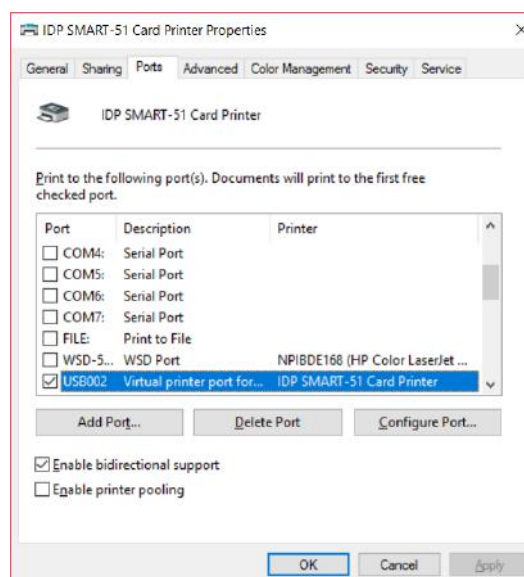 IDP SMART-51 Card Printer Properties
General Sharing Ports Advanced Color Management Security Service
IDP SMART-51 Card Printer
Print to the following port(s). Documents will print to the first free
checked port.
Port Description Printer
COM4: Serial Port
COM5: Serial Port
COM6: Serial Port
COM7: Serial Port
FILE: Print to File
WSD-5... WSD Port NPIBDE168 (HP Color LaserJet ...
USB002 Virtual printer port for... IDP SMART-51 Card Printer
Add Port... Delete Port Configure Port...
Enable bidirectional support
Enable printer pooling
OK Cancel Apply